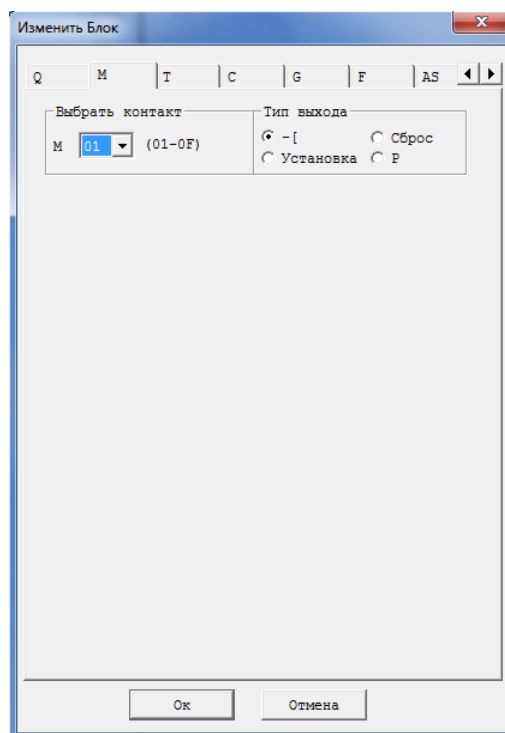 Изменить Блок
Q M T C G F AS
Выбрать контакт Тип выхода
M 01 (01-0F) -[ Сброс
Установка P
Ок Отмена